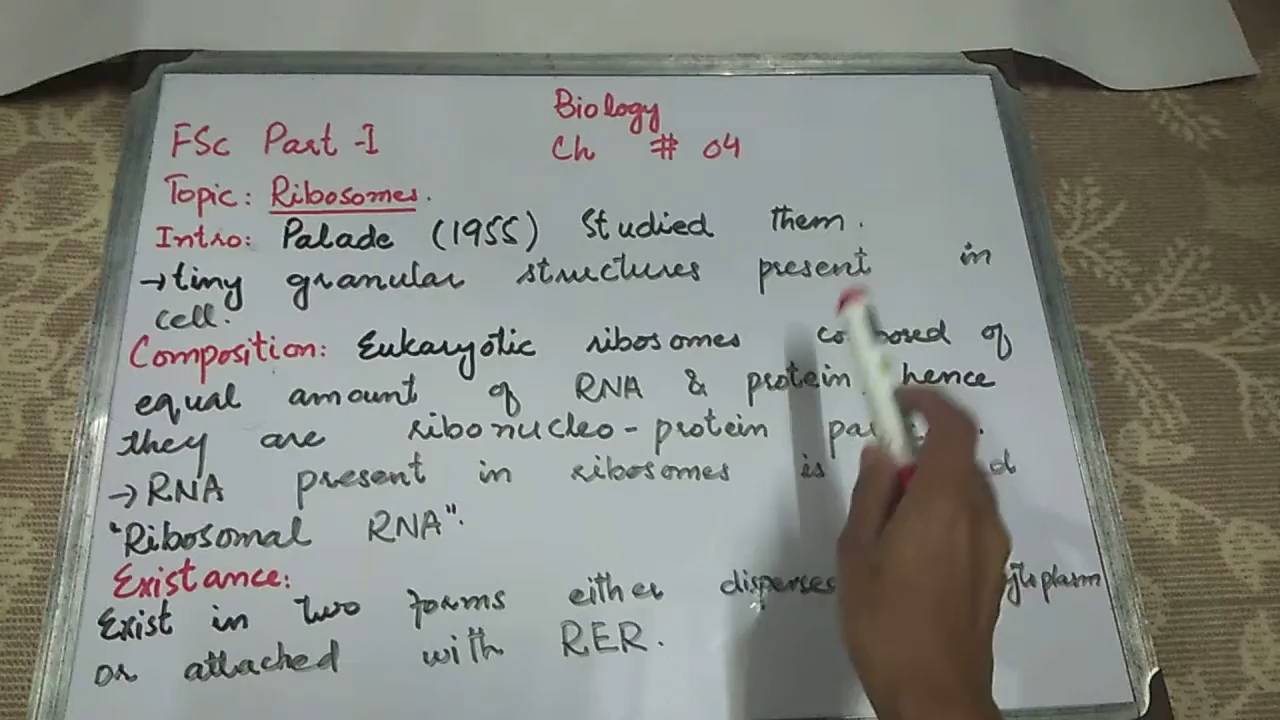 Biology
FSc Part -I Ch # 04
Topic: Ribosomes.
Intro: Palade (1955) Studied them.
→tiny granular structures present in
cell.
Composition: Eukaryotic ribosomes of
equal amount of RNA & protein hence
they are ribonucleo-protein
→RNA present in ribosomes is
"Ribosomal RNA".
Existance:
Exist in two forms either disperses
or attached with RER.